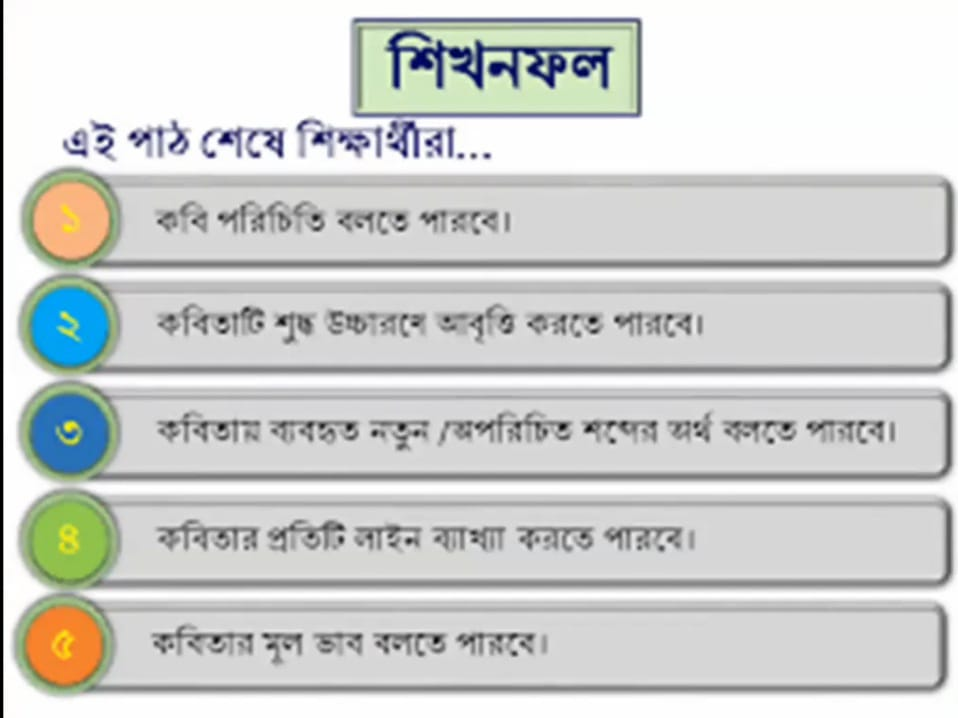 শিখনফল
এই পাঠ শেষে শিক্ষার্থীরা...
১ কবি পরিচিতি বলতে পারবে।
২ কবিতাটি শুদ্ধ উচ্চারণে আবৃত্তি করতে পারবে।
৩ কবিতায় ব্যবহৃত নতুন /অপরিচিত শব্দের অর্থ বলতে পারবে।
৪ কবিতার প্রতিটি লাইন ব্যাখ্যা করতে পারবে।
৫ কবিতার মূল ভাব বলতে পারবে।